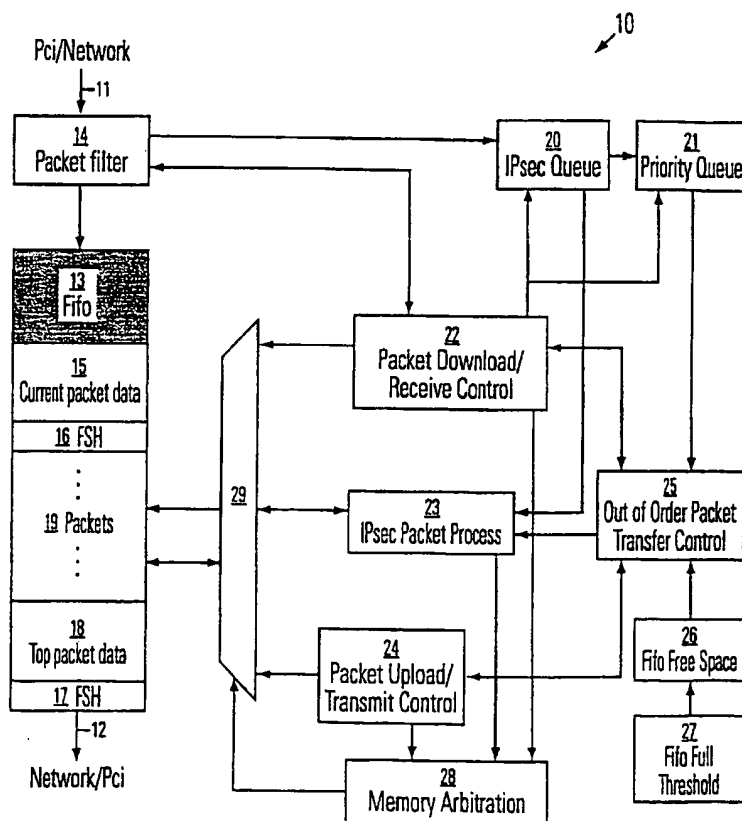 10
Pci/Network
11
14
Packet filter
20
IPsec Queue
21
Priority Queue
13
Fifo
22
Packet Download/
Receive Control
15
Current packet data
16 FSH
29
19 Packets
23
IPsec Packet Process
25
Out of Order Packet
Transfer Control
18
Top packet data
24
Packet Upload/
Transmit Control
26
Fifo Free Space
17 FSH
12
27
Fifo Full
Threshold
Network/Pci
28
Memory Arbitration